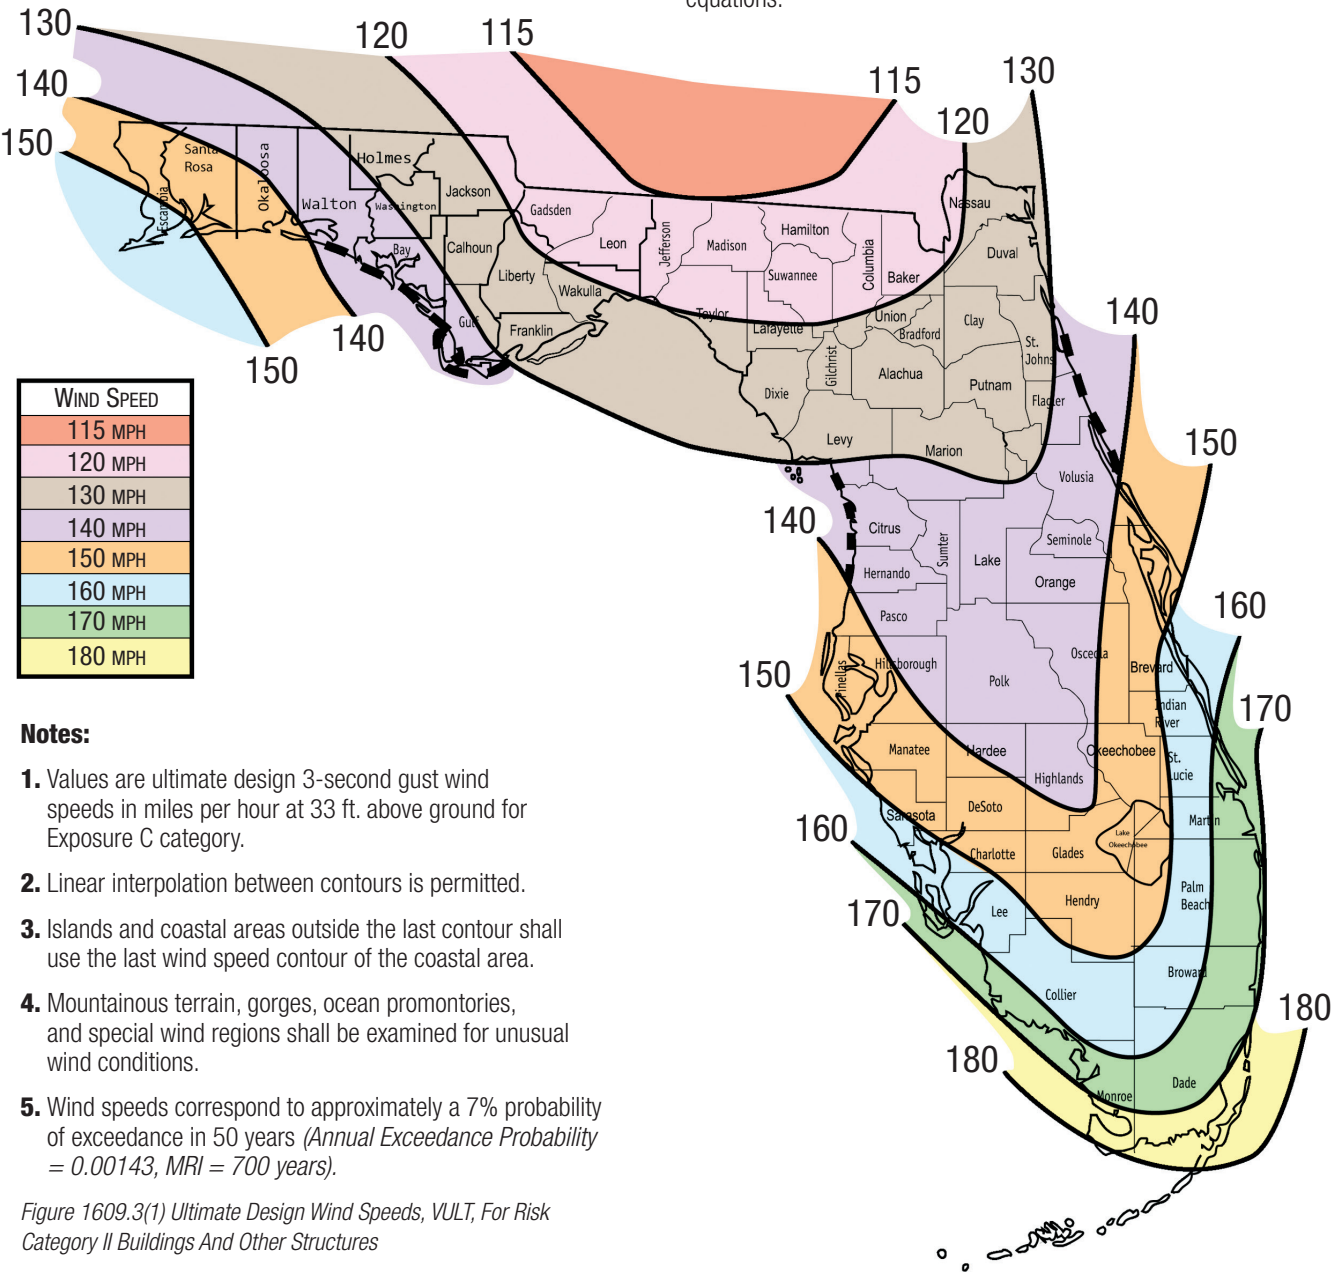 equations.
130
120
115
140
150
115
130
120
Santa
Rosa
Okaloosa
Escambia
Walton
Holmes
Washington
Jackson
Bay
Calhoun
Gulf
Liberty
Franklin
Gadsden
Leon
Wakulla
Jefferson
Madison
Taylor
Hamilton
Suwannee
Lafayette
Columbia
Baker
Nassau
Duval
Union
Bradford
Clay
St.
Johns
Dixie
Gilchrist
Alachua
Putnam
Flagler
Levy
Marion
140
150
140
150
Volusia
140
Citrus
Sumter
Lake
Seminole
Hernando
Orange
Pasco
160
Pinellas
Hillsborough
Polk
Osceola
Brevard
150
Indian
River
170
Manatee
Hardee
Highlands
Okeechobee
St.
Lucie
Sarasota
DeSoto
Martin
160
Charlotte
Glades
Lake
Okeechobee
170
Lee
Hendry
Palm
Beach
Collier
Broward
180
180
Monroe
Dade
WIND SPEED
115 MPH
120 MPH
130 MPH
140 MPH
150 MPH
160 MPH
170 MPH
180 MPH
Notes:
1. Values are ultimate design 3-second gust wind
speeds in miles per hour at 33 ft. above ground for
Exposure C category.
2. Linear interpolation between contours is permitted.
3. Islands and coastal areas outside the last contour shall
use the last wind speed contour of the coastal area.
4. Mountainous terrain, gorges, ocean promontories,
and special wind regions shall be examined for unusual
wind conditions.
5. Wind speeds correspond to approximately a 7% probability
of exceedance in 50 years (Annual Exceedance Probability
= 0.00143, MRI = 700 years).
Figure 1609.3(1) Ultimate Design Wind Speeds, VULT, For Risk
Category II Buildings And Other Structures